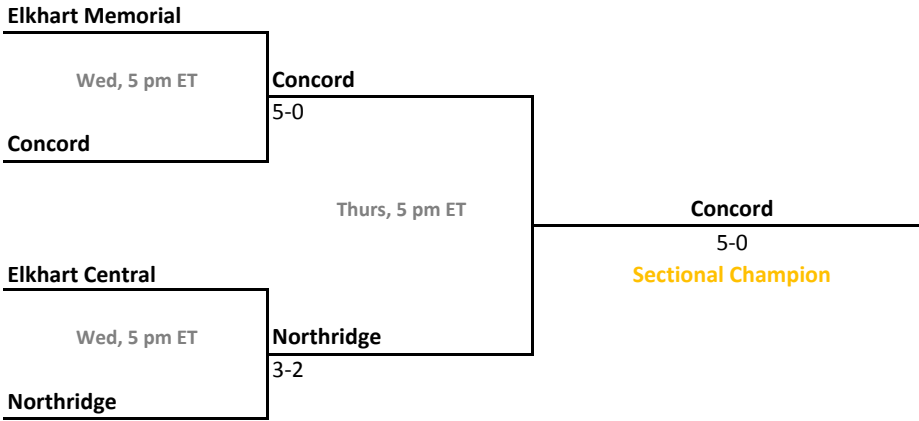 Elkhart Memorial
Wed, 5 pm ET
Concord
5-0
Concord
Thurs, 5 pm ET
Concord
5-0
Sectional Champion
Elkhart Central
Wed, 5 pm ET
Northridge
3-2
Northridge